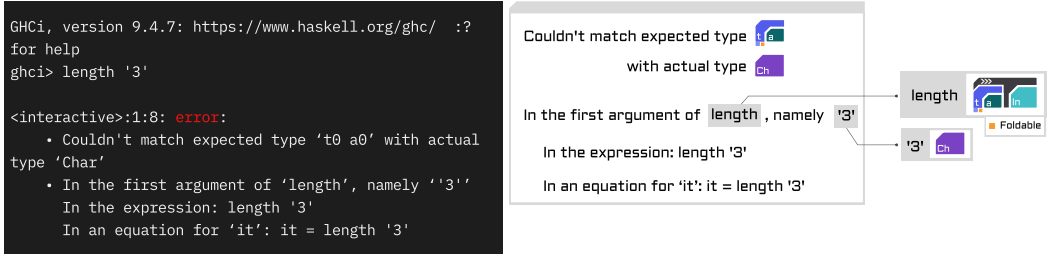 GHCi, version 9.4.7: https://www.haskell.org/ghc/  :?
for help
ghci> length '3'
<interactive>:1:8: error:
• Couldn't match expected type ‘t0 a0’ with actual
type ‘Char’
• In the first argument of ‘length’, namely ‘'3'’
In the expression: length '3'
In an equation for ‘it’: it = length '3'
Couldn't match expected type t a
with actual type Ch
In the first argument of length , namely '3'
In the expression: length '3'
In an equation for ‘it’: it = length '3'
length t a In
Foldable
'3' Ch